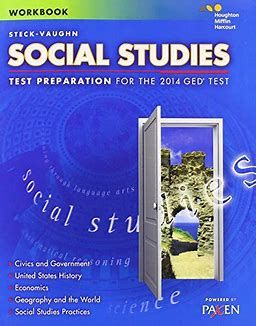 WORKBOOK
Houghton
Mifflin
Harcourt
STECK-VAUGHN
SOCIAL STUDIES
TEST PREPARATION FOR THE 2014 GED® TEST
through language arts
social studies
reasoning
science
• Civics and Government
• United States History
• Economics
• Geography and the World
• Social Studies Practices
POWERED BY
PAXEN